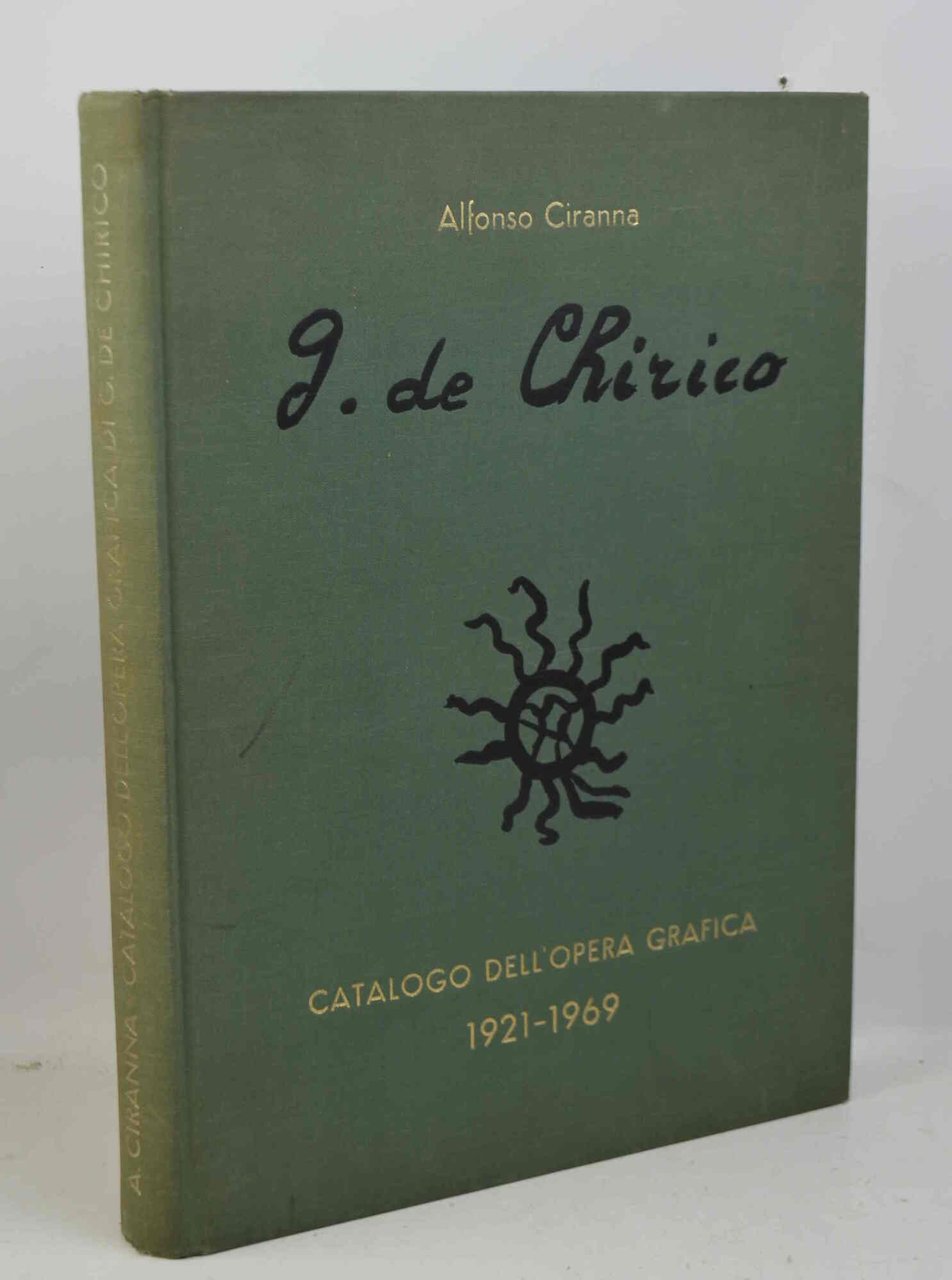 Alfonso Ciranna
G. de Chirico
CATALOGO DELL'OPERA GRAFICA
1921-1969
A. CIRANNA CATALOGO DELL'OPERA GRAFICA DI G. DE CHIRICO